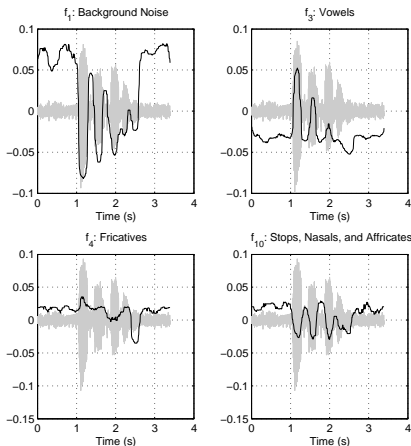 f1: Background Noise
0.1
0.05
0
−0.05
−0.1
0 1 2 3 4
Time (s)
f3: Vowels
0.1
0.05
0
−0.05
−0.1
0 1 2 3 4
Time (s)
f4: Fricatives
0.1
0.05
0
−0.05
−0.1
−0.15
0 1 2 3 4
Time (s)
f10: Stops, Nasals, and Affricates
0.1
0.05
0
−0.05
−0.1
−0.15
0 1 2 3 4
Time (s)